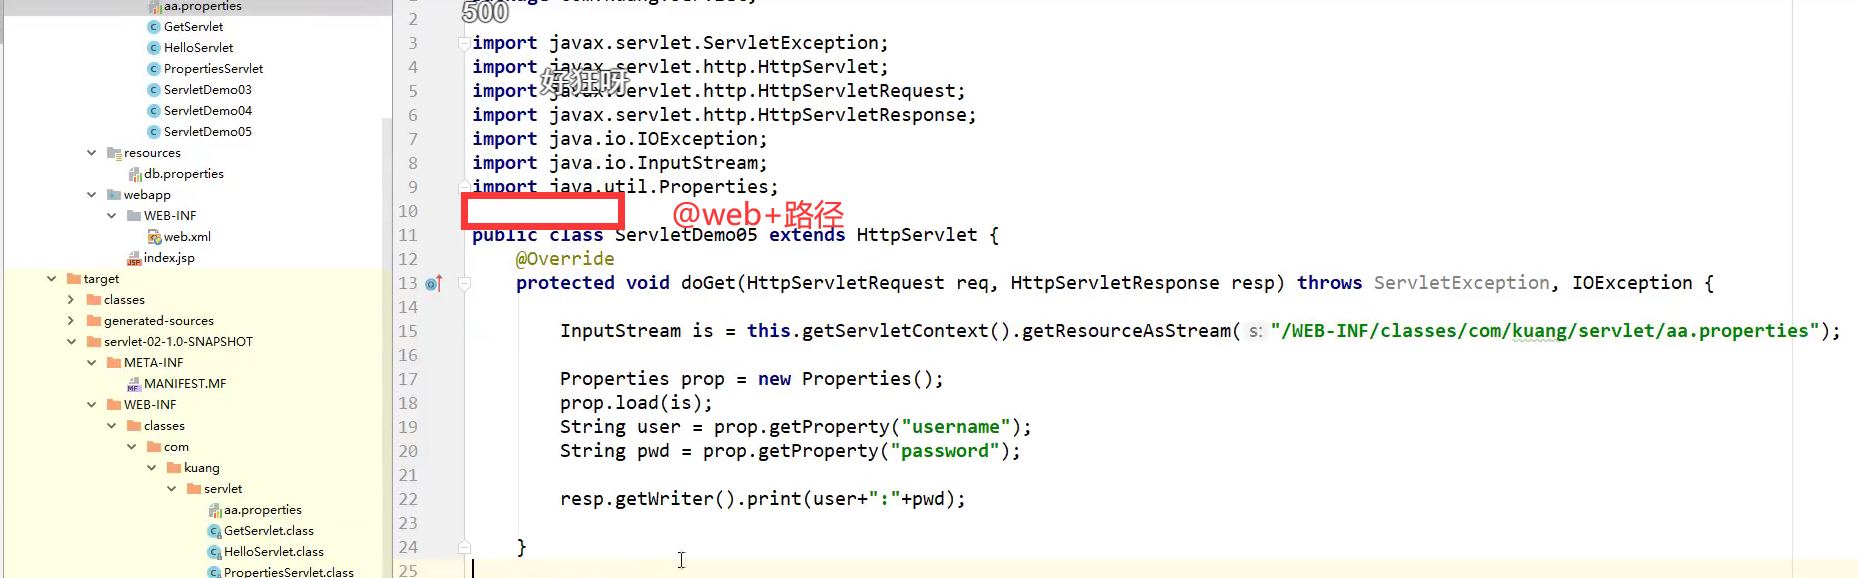 aa.properties
GetServlet
HelloServlet
PropertiesServlet
ServletDemo03
ServletDemo04
ServletDemo05
resources
db.properties
webapp
WEB-INF
web.xml
index.jsp
target
classes
generated-sources
servlet-02-1.0-SNAPSHOT
META-INF
MANIFEST.MF
WEB-INF
classes
com
kuang
servlet
aa.properties
GetServlet.class
HelloServlet.class
PropertiesServlet.class
500
2
3 import javax.servlet.ServletException;
4 import javax.servlet.http.HttpServlet;
好狂呀
5 import javax.servlet.http.HttpServletRequest;
6 import javax.servlet.http.HttpServletResponse;
7 import java.io.IOException;
8 import java.io.InputStream;
9 import java.util.Properties;
10 @web+路径
11 public class ServletDemo05 extends HttpServlet {
12 @Override
13 protected void doGet(HttpServletRequest req, HttpServletResponse resp) throws ServletException, IOException {
14
15 InputStream is = this.getServletContext().getResourceAsStream( s: "/WEB-INF/classes/com/kuang/servlet/aa.properties");
16
17 Properties prop = new Properties();
18 prop.load(is);
19 String user = prop.getProperty("username");
20 String pwd = prop.getProperty("password");
21
22 resp.getWriter().print(user+":"+pwd);
23
24 }
25